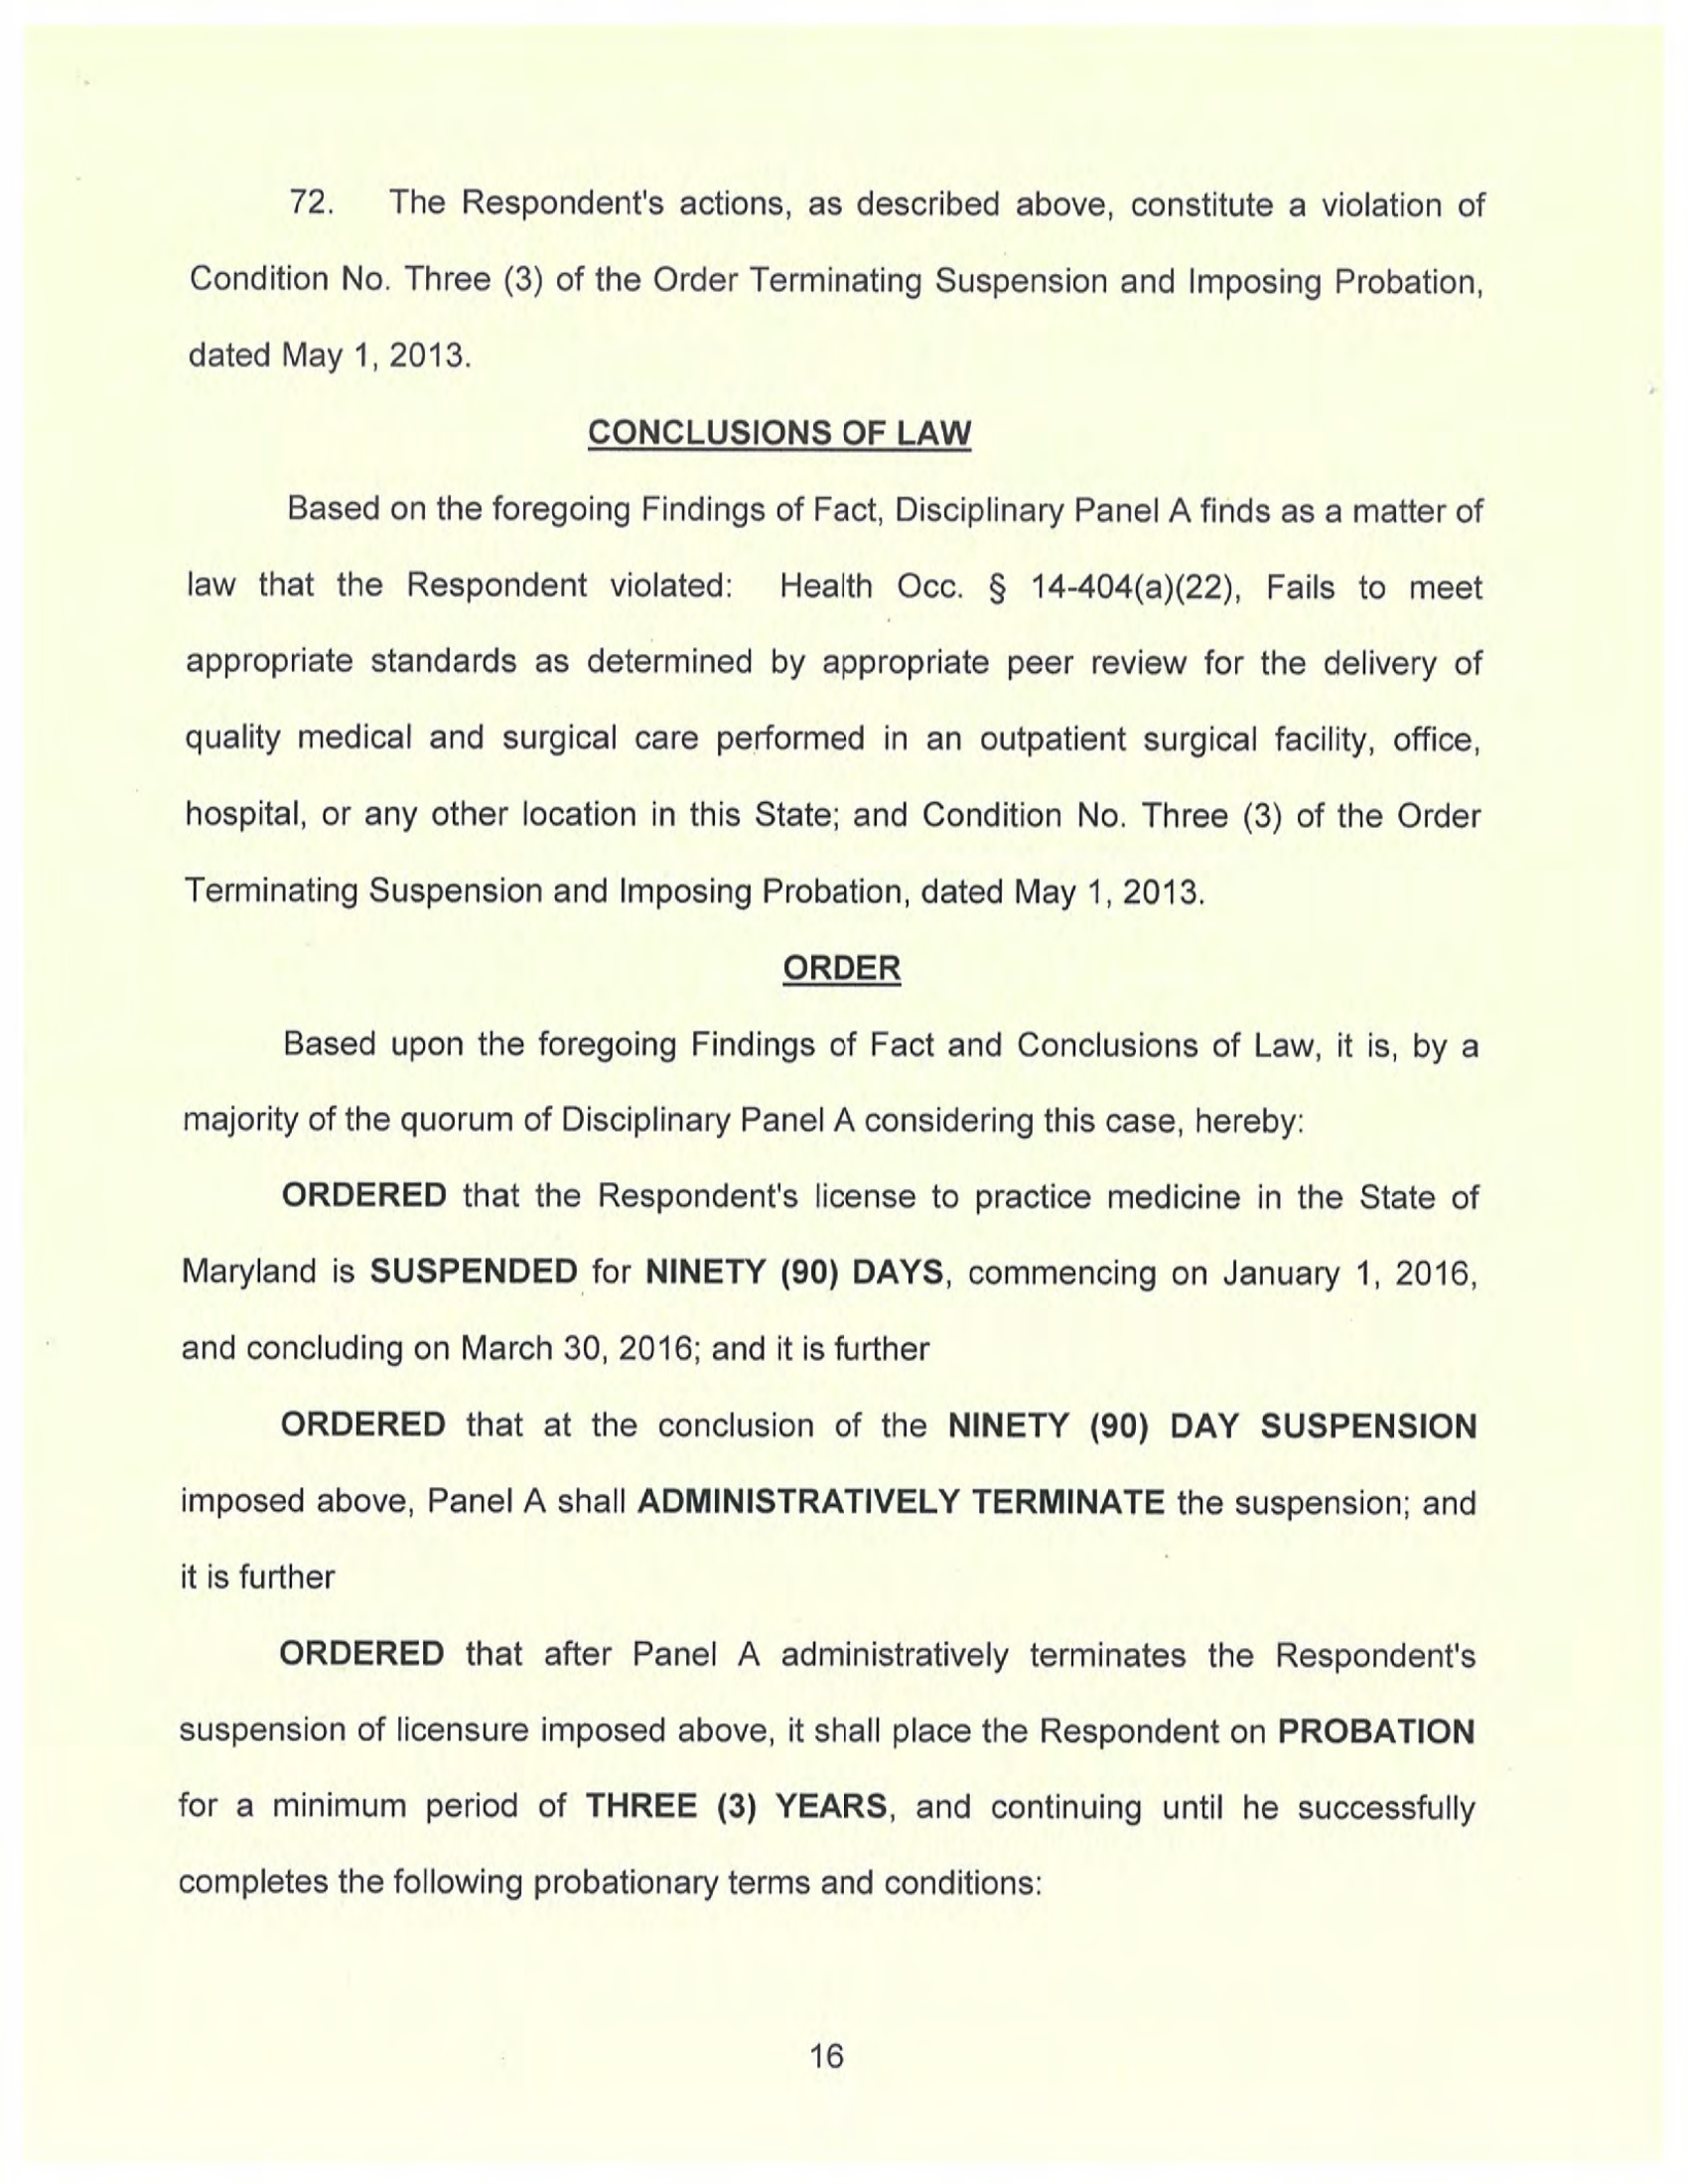 72. The Respondent's actions, as described above, constitute a violation of
Condition No. Three (3) of the Order Terminating Suspension and Imposing Probation,
dated May 1, 2013.
CONCLUSIONS OF LAW
Based on the foregoing Findings of Fact, Disciplinary Panel A finds as a matter of
law that the Respondent violated: Health Occ. § 14-404(a)(22), Fails to meet
appropriate standards as determined by appropriate peer review for the delivery of
quality medical and surgical care performed in an outpatient surgical facility, office,
hospital, or any other location in this State; and Condition No. Three (3) of the Order
Terminating Suspension and Imposing Probation, dated May 1, 2013.
ORDER
Based upon the foregoing Findings of Fact and Conclusions of Law, it is, by a
majority of the quorum of Disciplinary Panel A considering this case, hereby:
ORDERED that the Respondent's license to practice medicine in the State of
Maryland is SUSPENDED for NINETY (90) DAYS, commencing on January 1, 2016,
and concluding on March 30, 2016; and it is further
ORDERED that at the conclusion of the NINETY (90) DAY SUSPENSION
imposed above, Panel A shall ADMINISTRATIVELY TERMINATE the suspension; and
it is further
ORDERED that after Panel A administratively terminates the Respondent's
suspension of licensure imposed above, it shall place the Respondent on PROBATION
for a minimum period of THREE (3) YEARS, and continuing until he successfully
completes the following probationary terms and conditions:
16